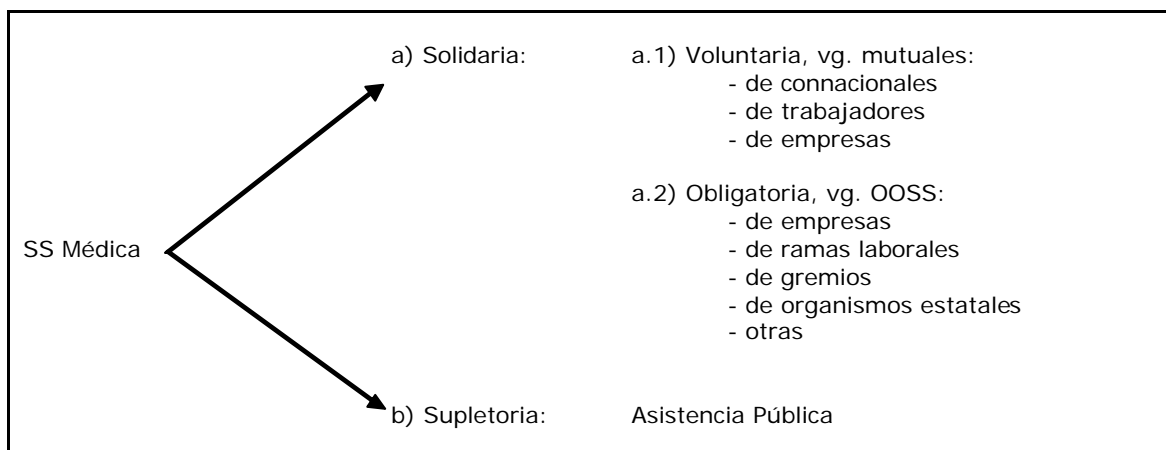 a) Solidaria: a.1) Voluntaria, vg. mutuales:
- de connacionales
- de trabajadores
- de empresas
a.2) Obligatoria, vg. OOSS:
- de empresas
SS Médica - de ramas laborales
- de gremios
- de organismos estatales
- otras
b) Supletoria: Asistencia Pública